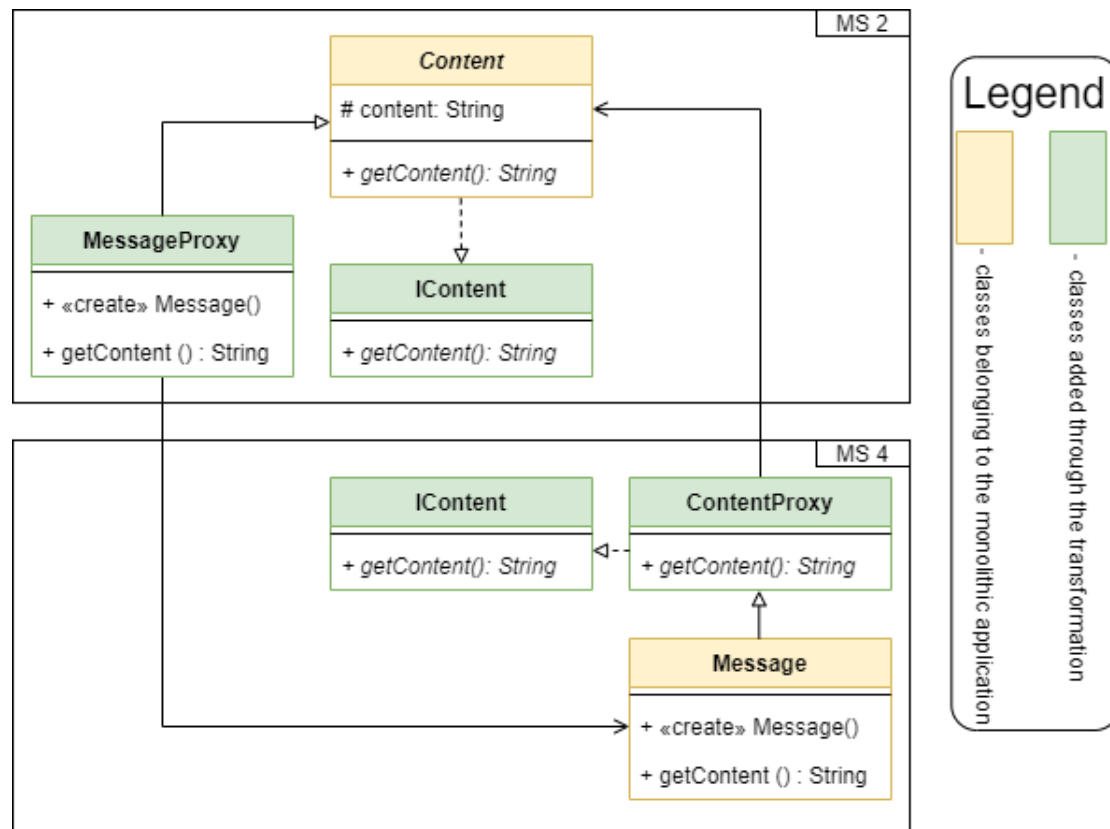 MS 2
Content
# content: String
+ getContent(): String
MessageProxy
+ «create» Message()
+ getContent () : String
IContent
+ getContent(): String
MS 4
IContent
+ getContent(): String
ContentProxy
+ getContent(): String
Message
+ «create» Message()
+ getContent () : String
Legend
- classes belonging to the monolithic application
- classes added through the transformation